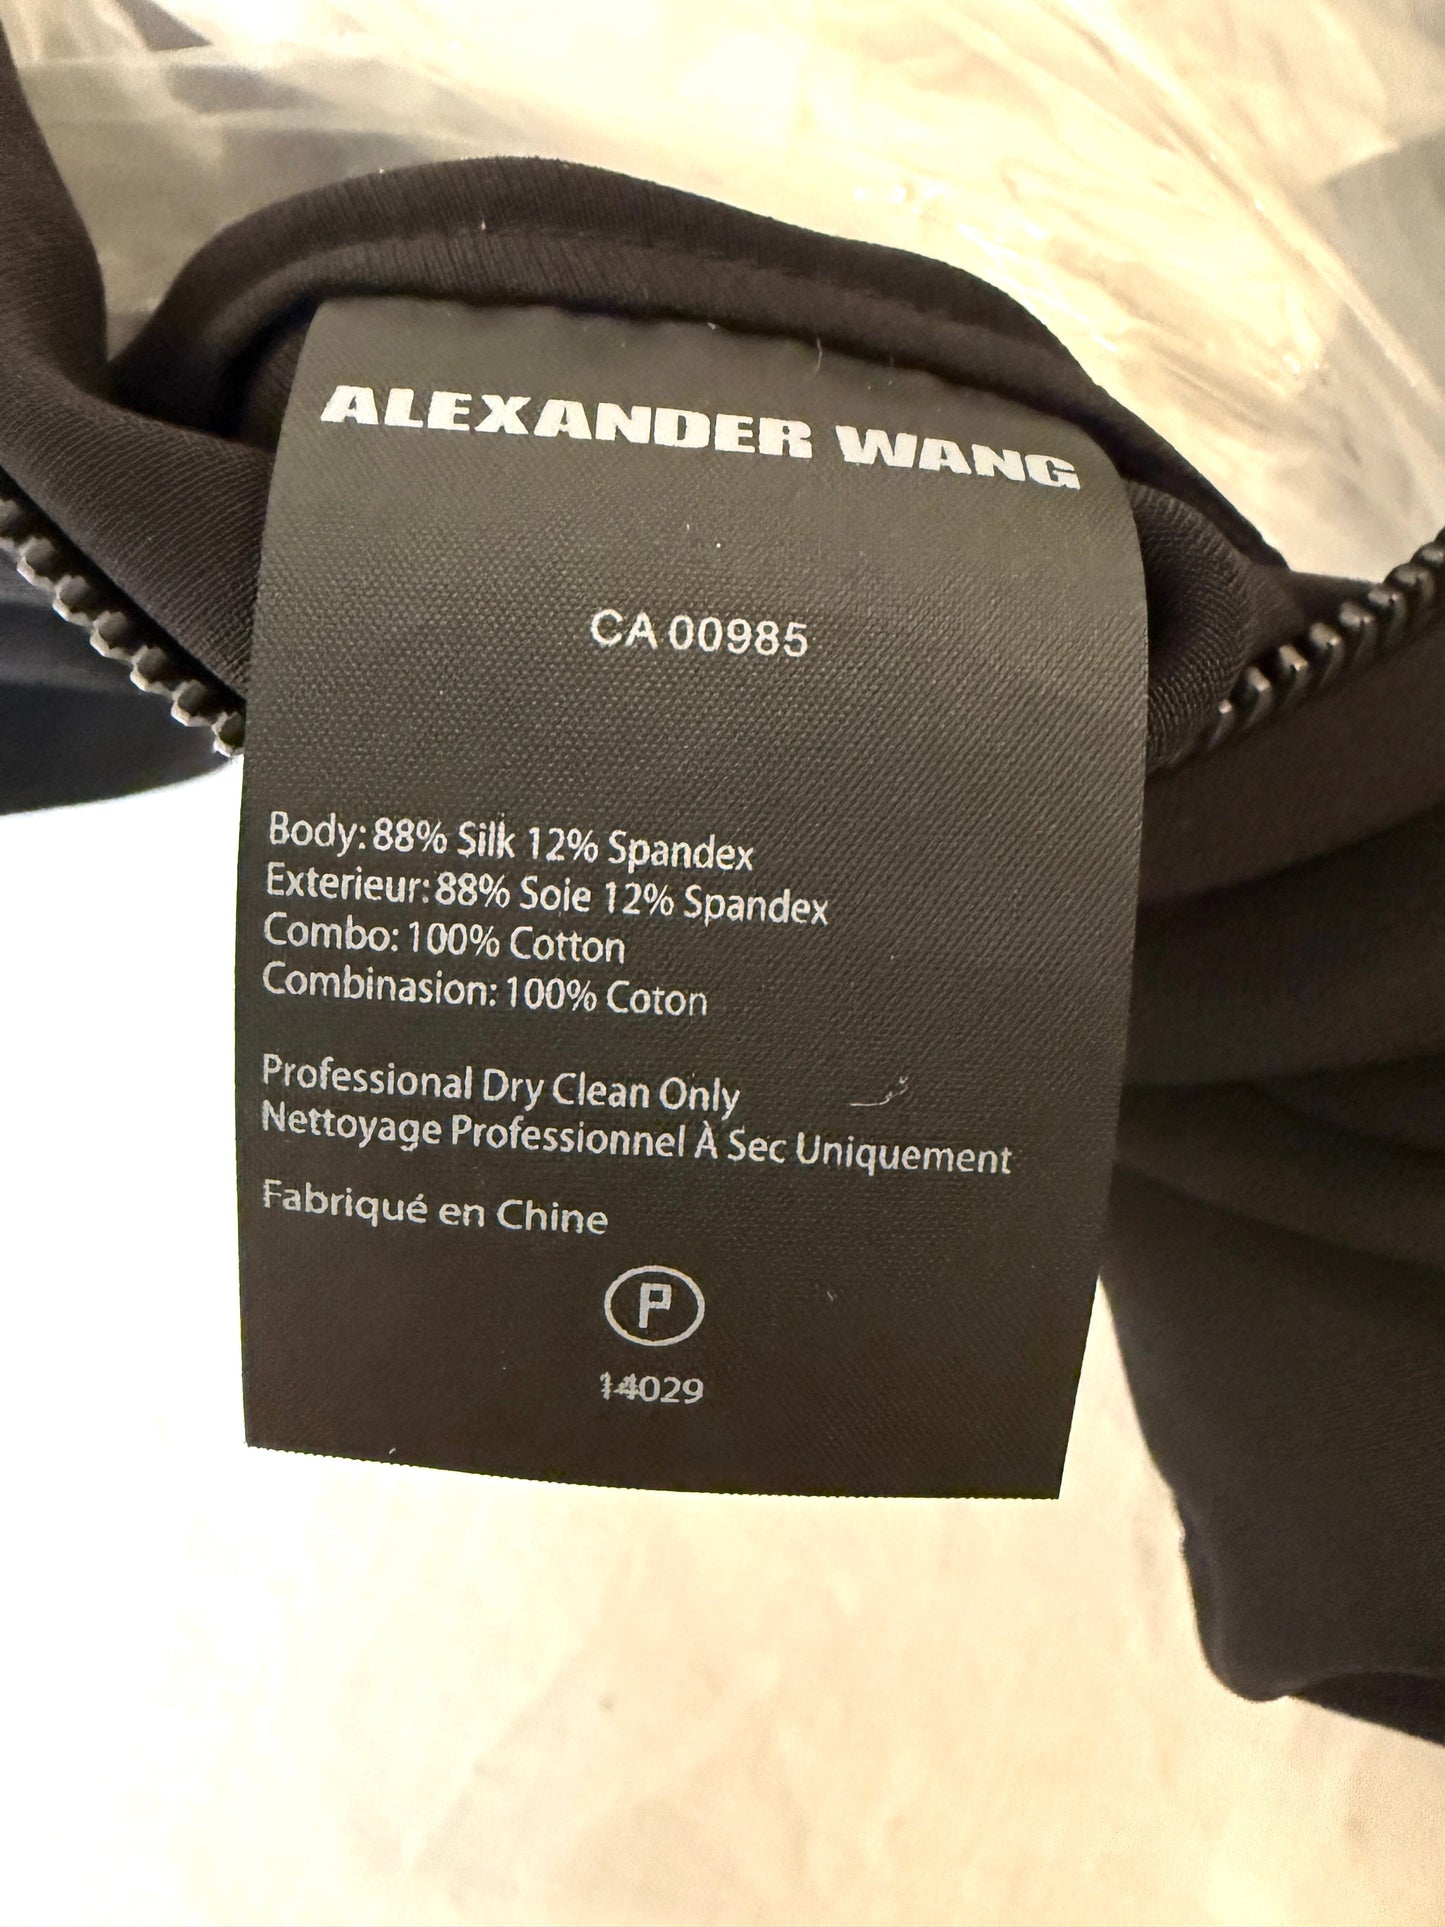 ALEXANDER WANG
CA 00985
Body: 88% Silk 12% Spandex
Exterieur: 88% Soie 12% Spandex
Combo: 100% Cotton
Combinasion: 100% Coton
Professional Dry Clean Only
Nettoyage Professionnel À Sec Uniquement
Fabriqué en Chine
P
14029